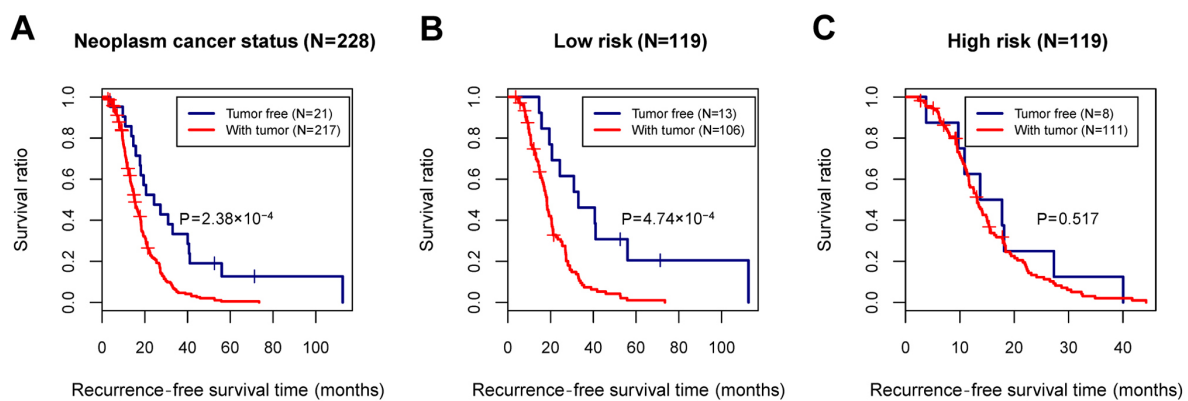 A
Neoplasm cancer status (N=228)
Survival ratio
1.0
0.8
0.6
0.4
0.2
0.0
Tumor free (N=21)
With tumor (N=217)
P=2.38×10⁻⁴
0 20 40 60 80 100
Recurrence-free survival time (months)
B
Low risk (N=119)
Survival ratio
1.0
0.8
0.6
0.4
0.2
0.0
Tumor free (N=13)
With tumor (N=106)
P=4.74×10⁻⁴
0 20 40 60 80 100
Recurrence-free survival time (months)
C
High risk (N=119)
Survival ratio
1.0
0.8
0.6
0.4
0.2
0.0
Tumor free (N=8)
With tumor (N=111)
P=0.517
0 10 20 30 40
Recurrence-free survival time (months)